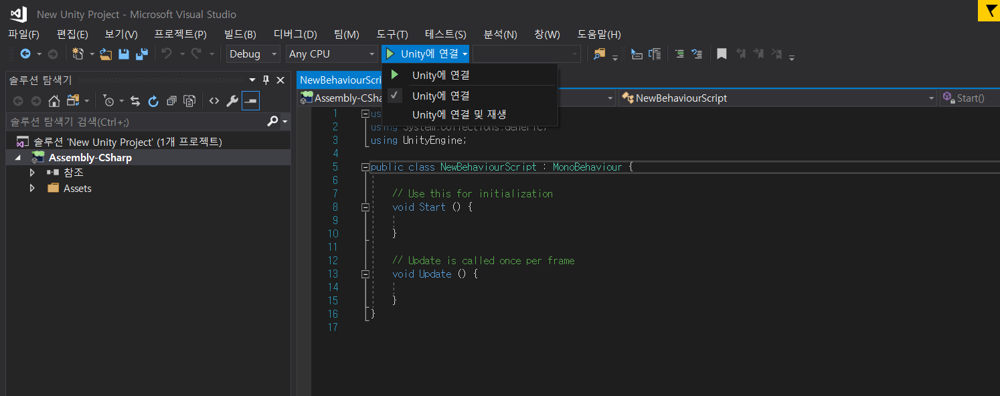 New Unity Project - Microsoft Visual Studio
파일(F) 편집(E) 보기(V) 프로젝트(P) 빌드(B) 디버그(D) 팀(M) 도구(T) 테스트(S) 분석(N) 창(W) 도움말(H)
Debug Any CPU Unity에 연결
Unity에 연결
Unity에 연결
Unity에 연결 및 재생
솔루션 탐색기
솔루션 탐색기 검색(Ctrl+;)
솔루션 'New Unity Project' (1개 프로젝트)
Assembly-CSharp
참조
Assets
NewBehaviourScri
Assembly-CSha NewBehaviourScript Start()
1 us
2 using System.Collections.Generic;
3 using UnityEngine;
4
5 public class NewBehaviourScript : MonoBehaviour {
6
7 // Use this for initialization
8 void Start () {
9
10 }
11
12 // Update is called once per frame
13 void Update () {
14
15 }
16 }
17